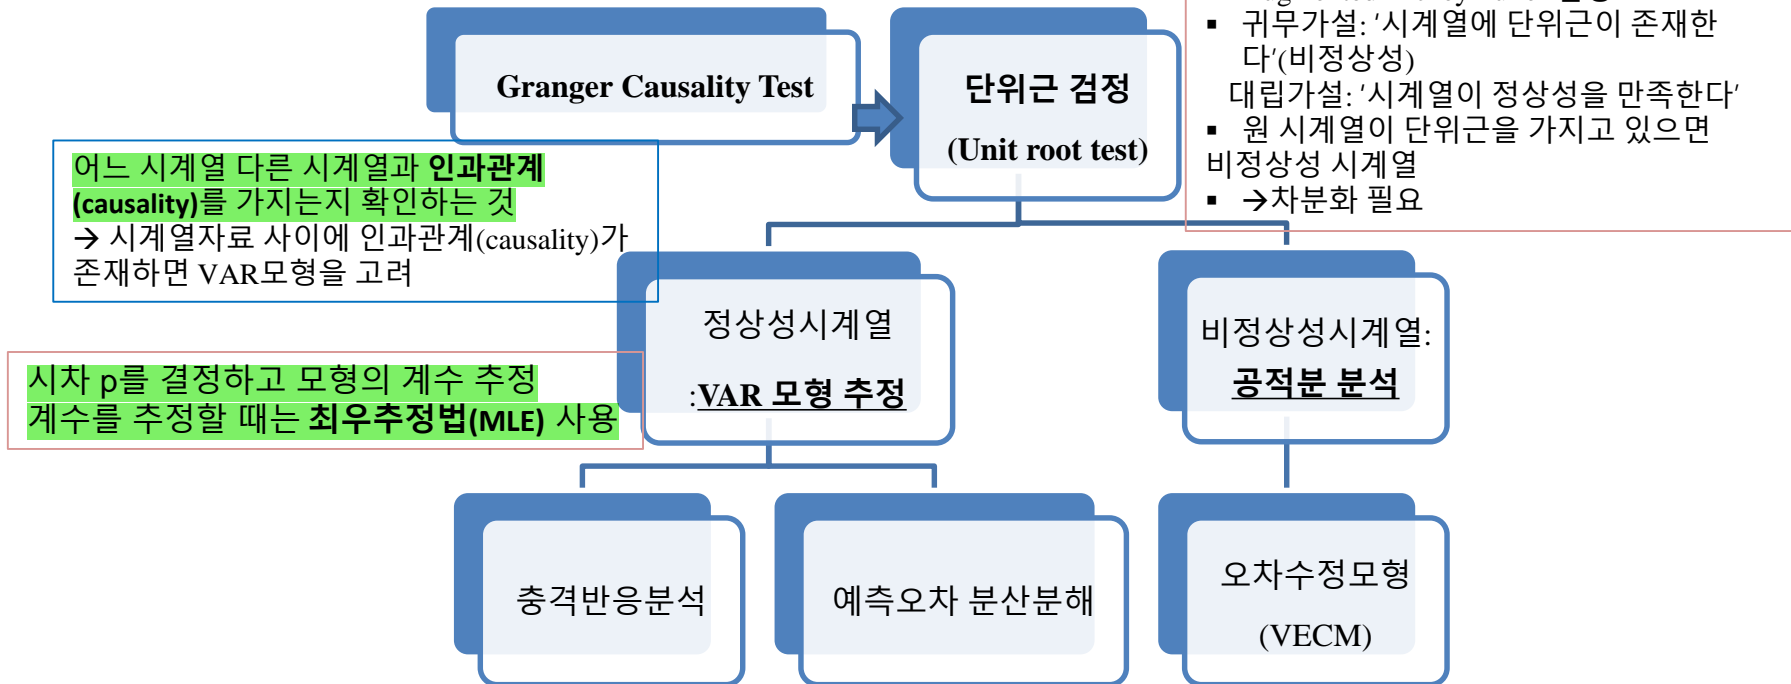 Granger Causality Test
단위근 검정
(Unit root test)
▪ 귀무가설: ‘시계열에 단위근이 존재한
다’(비정상성)
대립가설: ‘시계열이 정상성을 만족한다’
▪ 원 시계열이 단위근을 가지고 있으면
비정상성 시계열
▪ →차분화 필요
어느 시계열 다른 시계열과 인과관계
(causality)를 가지는지 확인하는 것
→ 시계열자료 사이에 인과관계(causality)가
존재하면 VAR모형을 고려
정상성시계열
:VAR 모형 추정
비정상성시계열:
공적분 분석
시차 p를 결정하고 모형의 계수 추정
계수를 추정할 때는 최우추정법(MLE) 사용
충격반응분석
예측오차 분산분해
오차수정모형
(VECM)